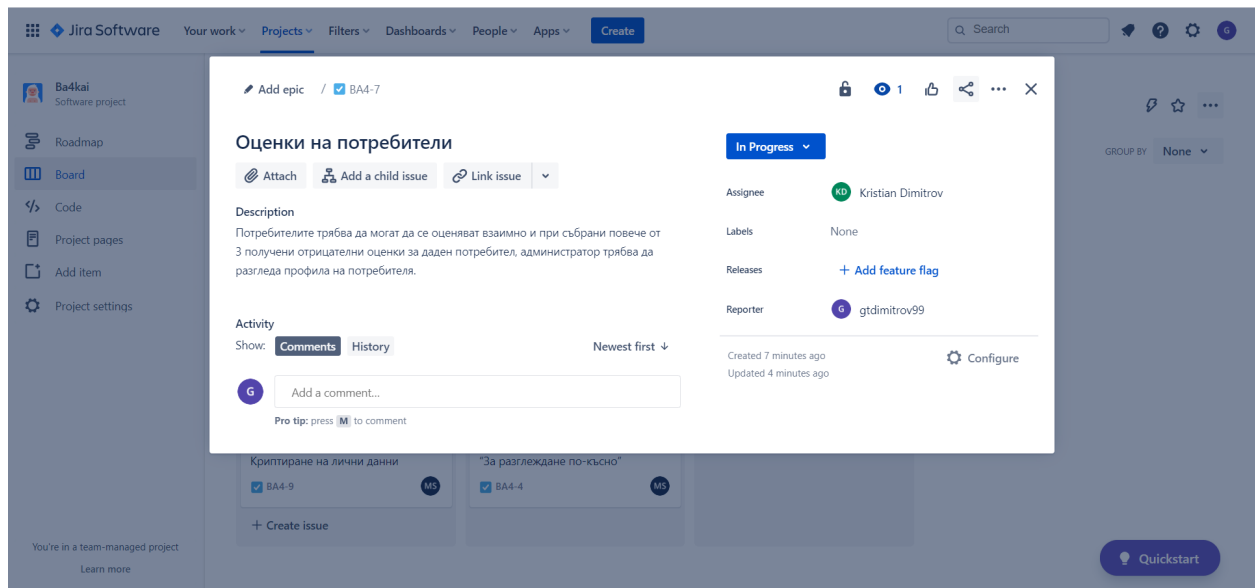 Jira Software Your work Projects Filters Dashboards People Apps Create Search G
Ba4kai
Software project
Roadmap
Board
Code
Project pages
Add item
Project settings
You're in a team-managed project
Learn more
Add epic / BA4-7 1
Оценки на потребители
Attach Add a child issue Link issue
Description
Потребителите трябва да могат да се оценяват взаимно и при събрани повече от
3 получени отрицателни оценки за даден потребител, администратор трябва да
разгледа профила на потребителя.
Activity
Show: Comments History Newest first ↓
G Add a comment...
Pro tip: press M to comment
In Progress
Assignee KD Kristian Dimitrov
Labels None
Releases + Add feature flag
Reporter G gtdimitrov99
Created 7 minutes ago Configure
Updated 4 minutes ago
GROUP BY None
Криптиране на лични данни
BA4-9 MS
+ Create issue
"За разглеждане по-късно"
BA4-4 MS
Quickstart